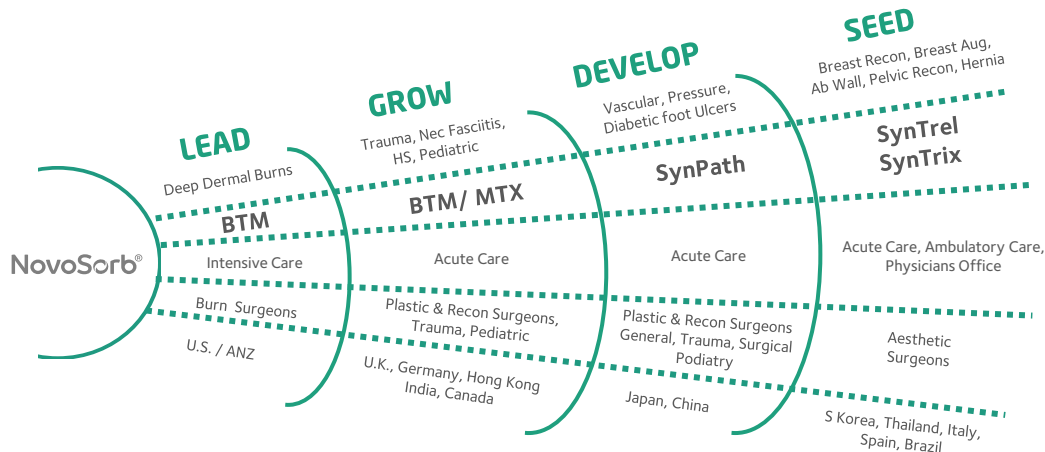 NovoSorb®
LEAD
Deep Dermal Burns
BTM
Intensive Care
Burn Surgeons
U.S. / ANZ
GROW
Trauma, Nec Fasciitis,
HS, Pediatric
BTM/ MTX
Acute Care
Plastic & Recon Surgeons,
Trauma, Pediatric
U.K., Germany, Hong Kong
India, Canada
DEVELOP
Vascular, Pressure,
Diabetic foot Ulcers
SynPath
Acute Care
Plastic & Recon Surgeons
General, Trauma, Surgical
Podiatry
Japan, China
SEED
Breast Recon, Breast Aug,
Ab Wall, Pelvic Recon, Hernia
SynTrel
SynTrix
Acute Care, Ambulatory Care,
Physicians Office
Aesthetic
Surgeons
S Korea, Thailand, Italy,
Spain, Brazil